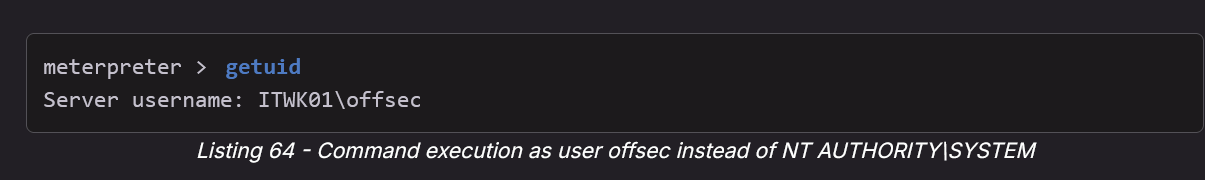 meterpreter > getuid
Server username: ITWK01\offsec
Listing 64 - Command execution as user offsec instead of NT AUTHORITY\SYSTEM